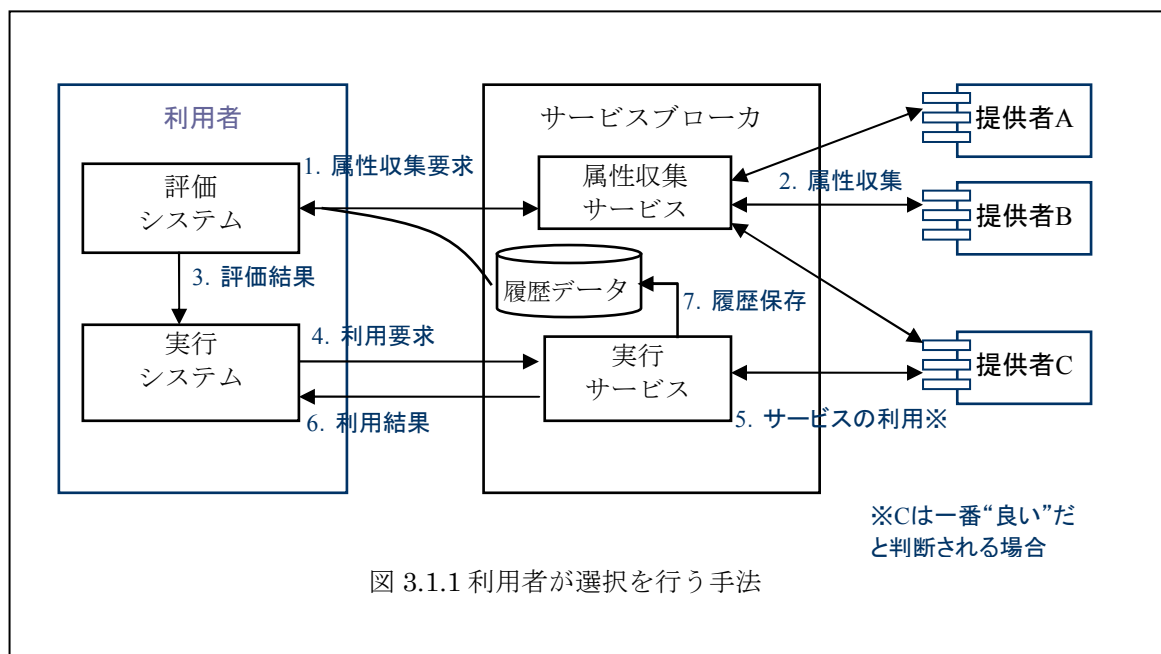 利用者
サービスブローカ
提供者A
評価
システム
1. 属性収集要求
属性収集
サービス
2. 属性収集
提供者B
3. 評価結果
履歴データ
7. 履歴保存
実行
システム
4. 利用要求
実行
サービス
提供者C
6. 利用結果
5. サービスの利用※
※Cは一番“良い”だ
と判断される場合
図 3.1.1 利用者が選択を行う手法